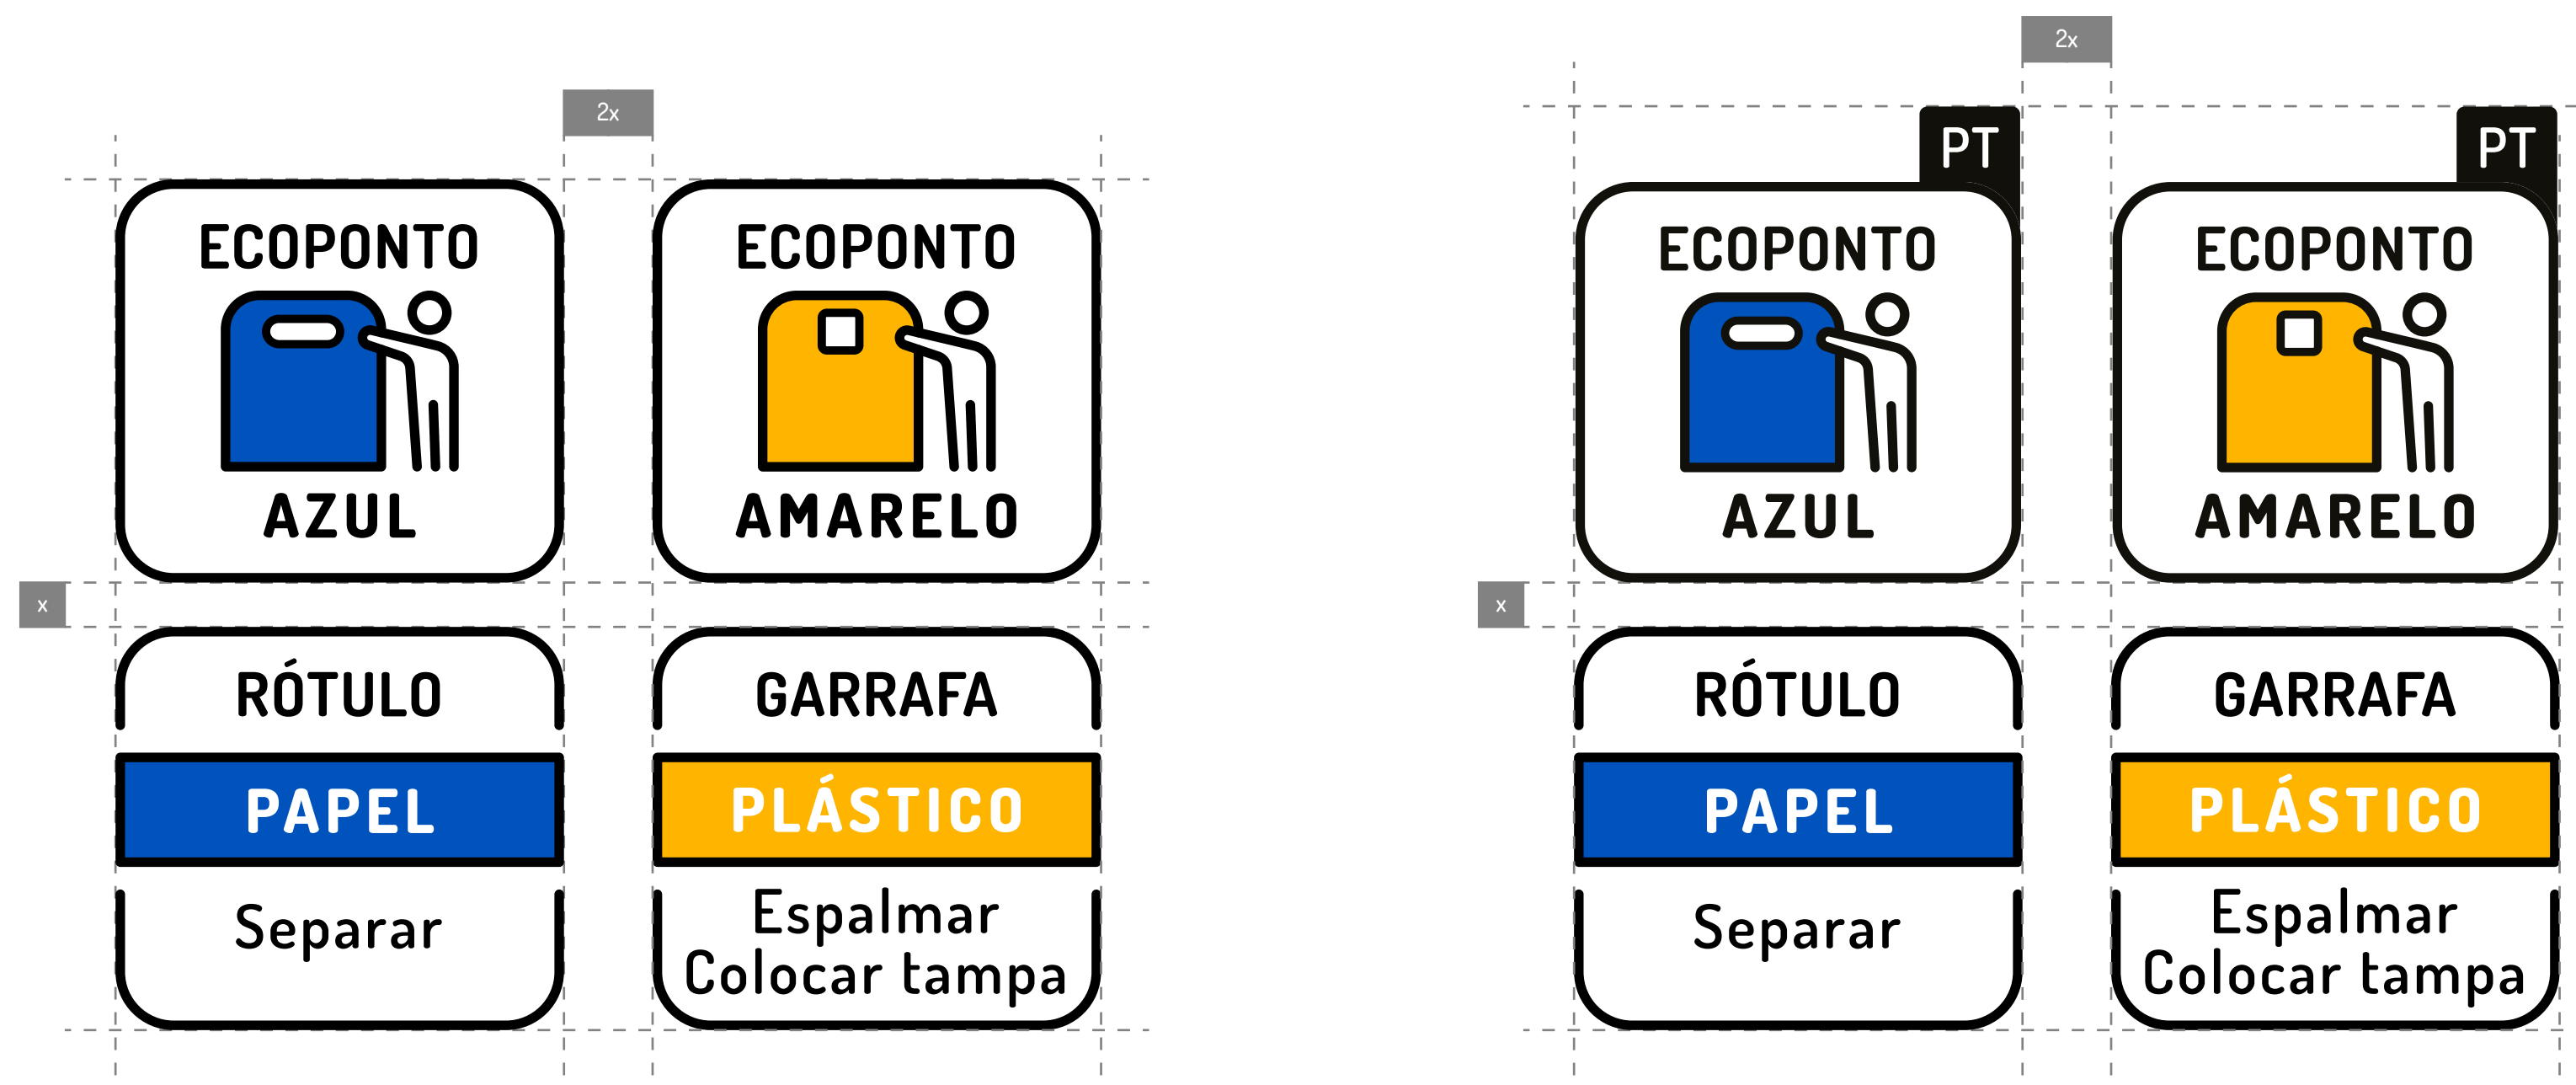 2x
ECOPONTO
AZUL
ECOPONTO
AMARELO
x
RÓTULO
PAPEL
Separar
GARRAFA
PLÁSTICO
Espalmar
Colocar tampa
2x
PT
ECOPONTO
AZUL
PT
ECOPONTO
AMARELO
x
RÓTULO
PAPEL
Separar
GARRAFA
PLÁSTICO
Espalmar
Colocar tampa